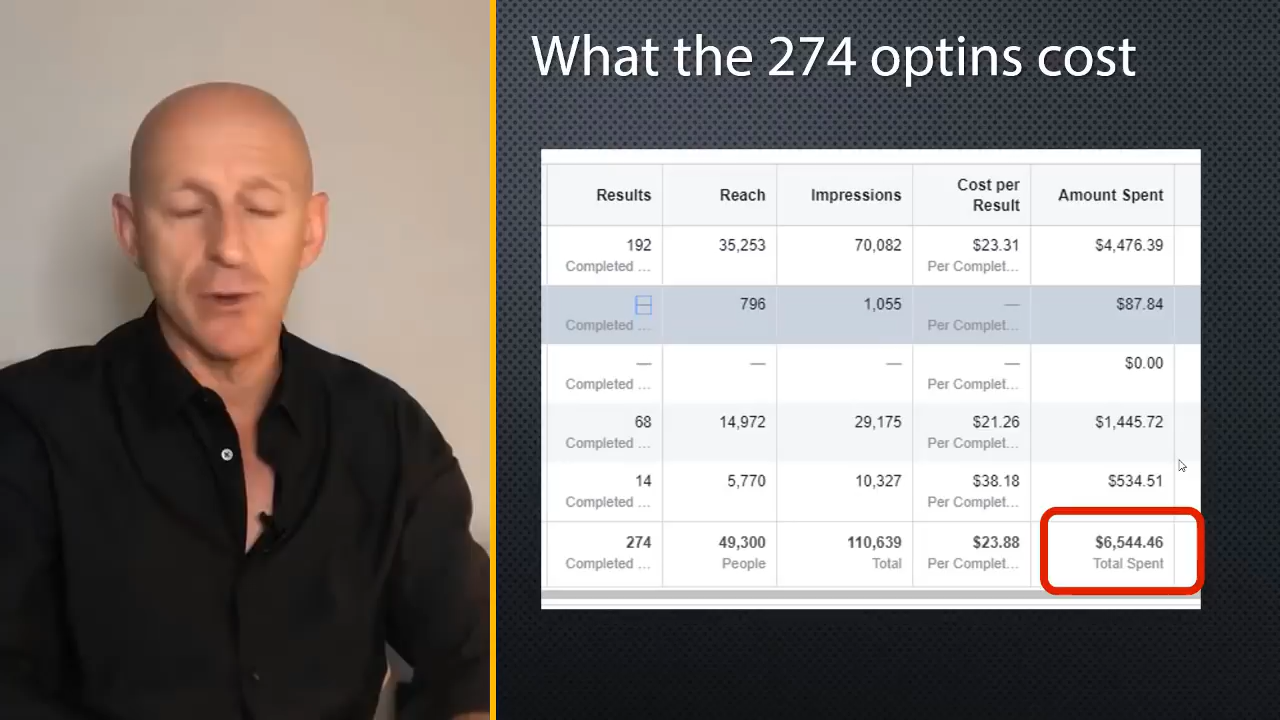 What the 274 optins cost
Results Reach Impressions Cost per Result Amount Spent
192 35,253 70,082 $23.31 $4,476.39
Completed ... Per Complet...
— 796 1,055 — $87.84
Completed ... Per Complet...
— — — — $0.00
Completed ... Per Complet...
68 14,972 29,175 $21.26 $1,445.72
Completed ... Per Complet...
14 5,770 10,327 $38.18 $534.51
Completed ... Per Complet...
274 49,300 110,639 $23.88 $6,544.46
Completed ... People Total Per Complet... Total Spent